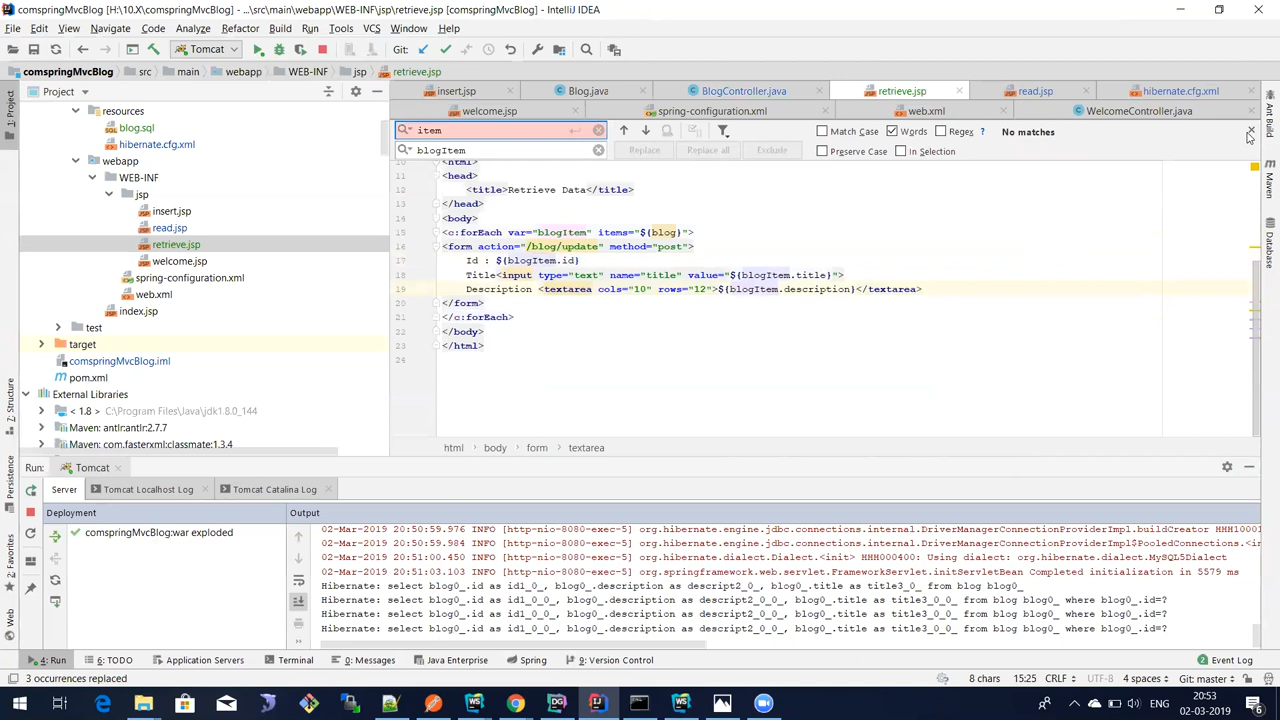 comspringMvcBlog [H:\10.X\comspringMvcBlog] - ...\src\main\webapp\WEB-INF\jsp\retrieve.jsp [comspringMvcBlog] - IntelliJ IDEA
File Edit View Navigate Code Analyze Refactor Build Run Tools VCS Window Help
Tomcat Git:
comspringMvcBlog src main webapp WEB-INF jsp retrieve.jsp
1: Project
Project
insert.jsp Blog.java BlogController.java retrieve.jsp read.jsp hibernate.cfg.xml
welcome.jsp spring-configuration.xml web.xml WelcomeController.java
item Match Case Words Regex ? No matches
blogItem Replace Replace all Exclude Preserve Case In Selection
resources
blog.sql
hibernate.cfg.xml
webapp
WEB-INF
jsp
insert.jsp
read.jsp
retrieve.jsp
welcome.jsp
spring-configuration.xml
web.xml
index.jsp
test
target
comspringMvcBlog.iml
pom.xml
External Libraries
< 1.8 > C:\Program Files\Java\jdk1.8.0_144
Maven: antlr:antlr:2.7.7
Maven: com.fasterxml:classmate:1.3.4
10 <html>
11 <head>
12 <title>Retrieve Data</title>
13 </head>
14 <body>
15 <c:forEach var="blogItem" items="${blog}">
16 <form action="/blog/update" method="post">
17 Id : ${blogItem.id}
18 Title<input type="text" name="title" value="${blogItem.title}">
19 Description <textarea cols="10" rows="12">${blogItem.description}</textarea>
20 </form>
21 </c:forEach>
22 </body>
23 </html>
24
html body form textarea
Ant Build
Maven
Database
7: Structure
Persistence
2: Favorites
Web
Run: Tomcat
Server Tomcat Localhost Log Tomcat Catalina Log
Deployment Output
comspringMvcBlog:war exploded
02-Mar-2019 20:50:59.976 INFO [http-nio-8080-exec-5] org.hibernate.engine.jdbc.connections.internal.DriverManagerConnectionProviderImpl.buildCreator HHH10001
02-Mar-2019 20:50:59.984 INFO [http-nio-8080-exec-5] org.hibernate.engine.jdbc.connections.internal.DriverManagerConnectionProviderImpl$PooledConnections.<i
02-Mar-2019 20:51:00.450 INFO [http-nio-8080-exec-5] org.hibernate.dialect.Dialect.<init> HHH000400: Using dialect: org.hibernate.dialect.MySQL5Dialect
02-Mar-2019 20:51:03.103 INFO [http-nio-8080-exec-5] org.springframework.web.servlet.FrameworkServlet.initServletBean Completed initialization in 5579 ms
Hibernate: select blog0_.id as id1_0_, blog0_.description as descript2_0_, blog0_.title as title3_0_ from blog blog0_
Hibernate: select blog0_.id as id1_0_0_, blog0_.description as descript2_0_0_, blog0_.title as title3_0_0_ from blog blog0_ where blog0_.id=?
Hibernate: select blog0_.id as id1_0_0_, blog0_.description as descript2_0_0_, blog0_.title as title3_0_0_ from blog blog0_ where blog0_.id=?
Hibernate: select blog0_.id as id1_0_0_, blog0_.description as descript2_0_0_, blog0_.title as title3_0_0_ from blog blog0_ where blog0_.id=?
4: Run 6: TODO Application Servers Terminal 0: Messages Java Enterprise Spring 9: Version Control 2 Event Log
3 occurrences replaced 8 chars 15:25 CRLF UTF-8 4 spaces Git: master
ENG 20:53
02-03-2019 6